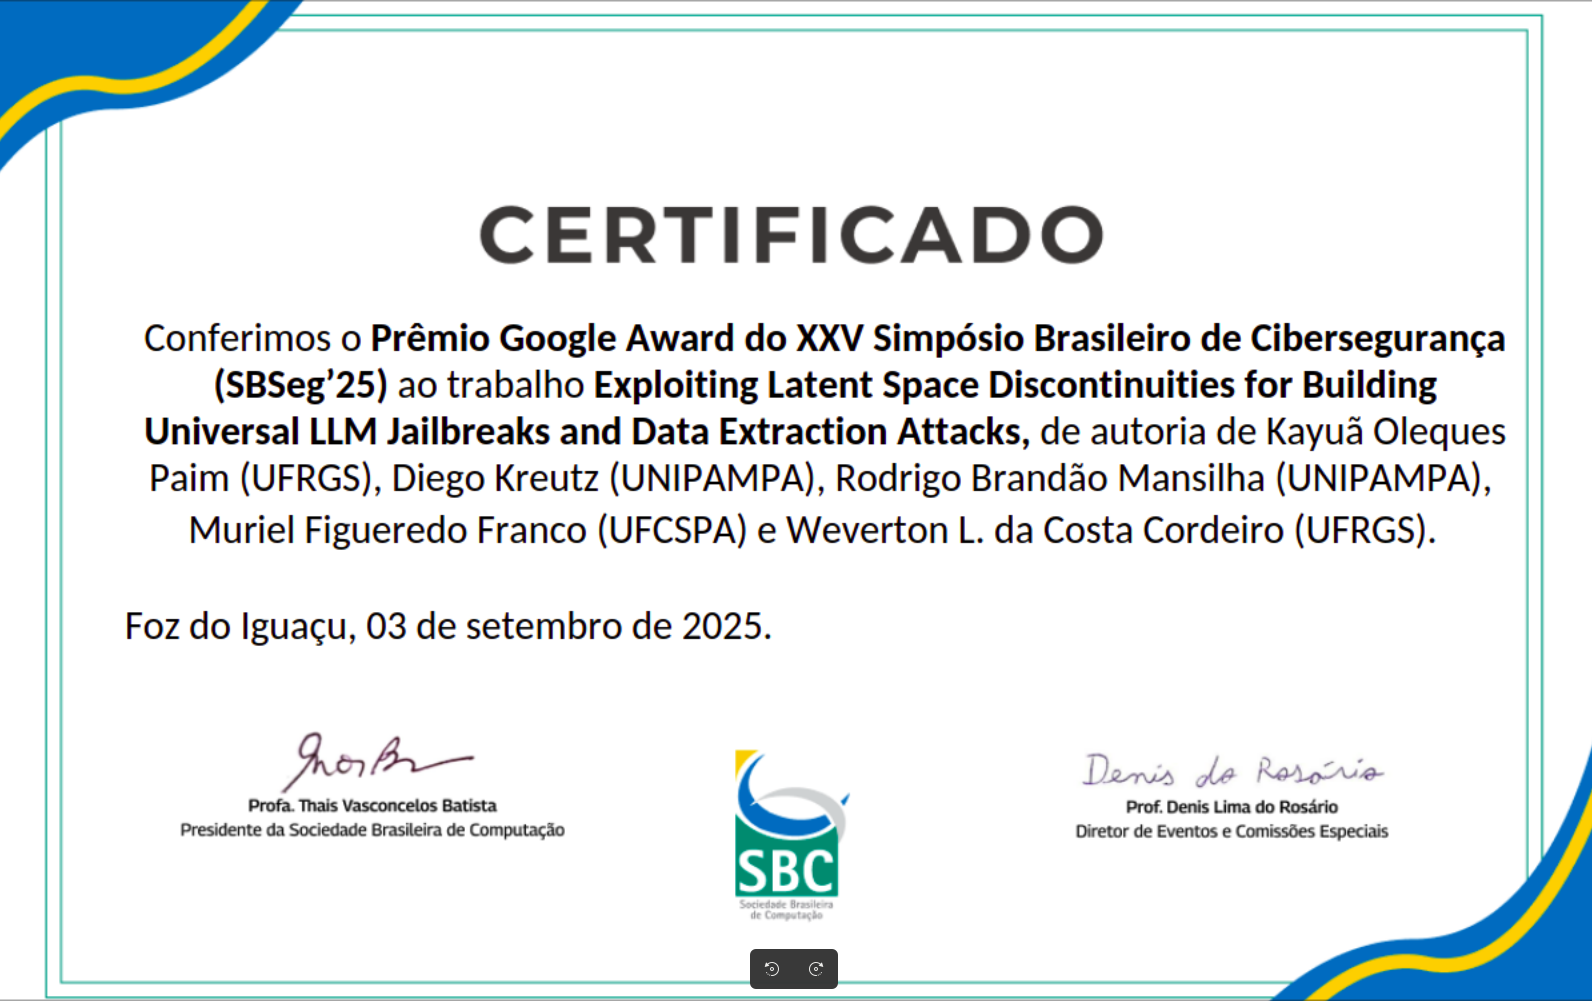 CERTIFICADO
Conferimos o Prêmio Google Award do XXV Simpósio Brasileiro de Cibersegurança
(SBSeg’25) ao trabalho Exploiting Latent Space Discontinuities for Building
Universal LLM Jailbreaks and Data Extraction Attacks, de autoria de Kayuã Oleques
Paim (UFRGS), Diego Kreutz (UNIPAMPA), Rodrigo Brandão Mansilha (UNIPAMPA),
Muriel Figueredo Franco (UFCSPA) e Weverton L. da Costa Cordeiro (UFRGS).
Foz do Iguaçu, 03 de setembro de 2025.
Profa. Thais Vasconcelos Batista
Presidente da Sociedade Brasileira de Computação
SBC
Sociedade Brasileira
de Computação
Denis do Rosário
Prof. Denis Lima do Rosário
Diretor de Eventos e Comissões Especiais